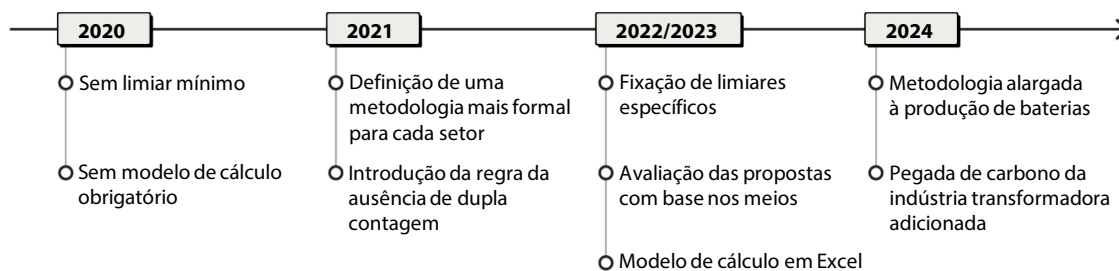 2020
Sem limiar mínimo
Sem modelo de cálculo
obrigatório
2021
Definição de uma
metodologia mais formal
para cada setor
Introdução da regra da
ausência de dupla
contagem
2022/2023
Fixação de limiares
específicos
Avaliação das propostas
com base nos meios
Modelo de cálculo em Excel
2024
Metodologia alargada
à produção de baterias
Pegada de carbono da
indústria transformadora
adicionada